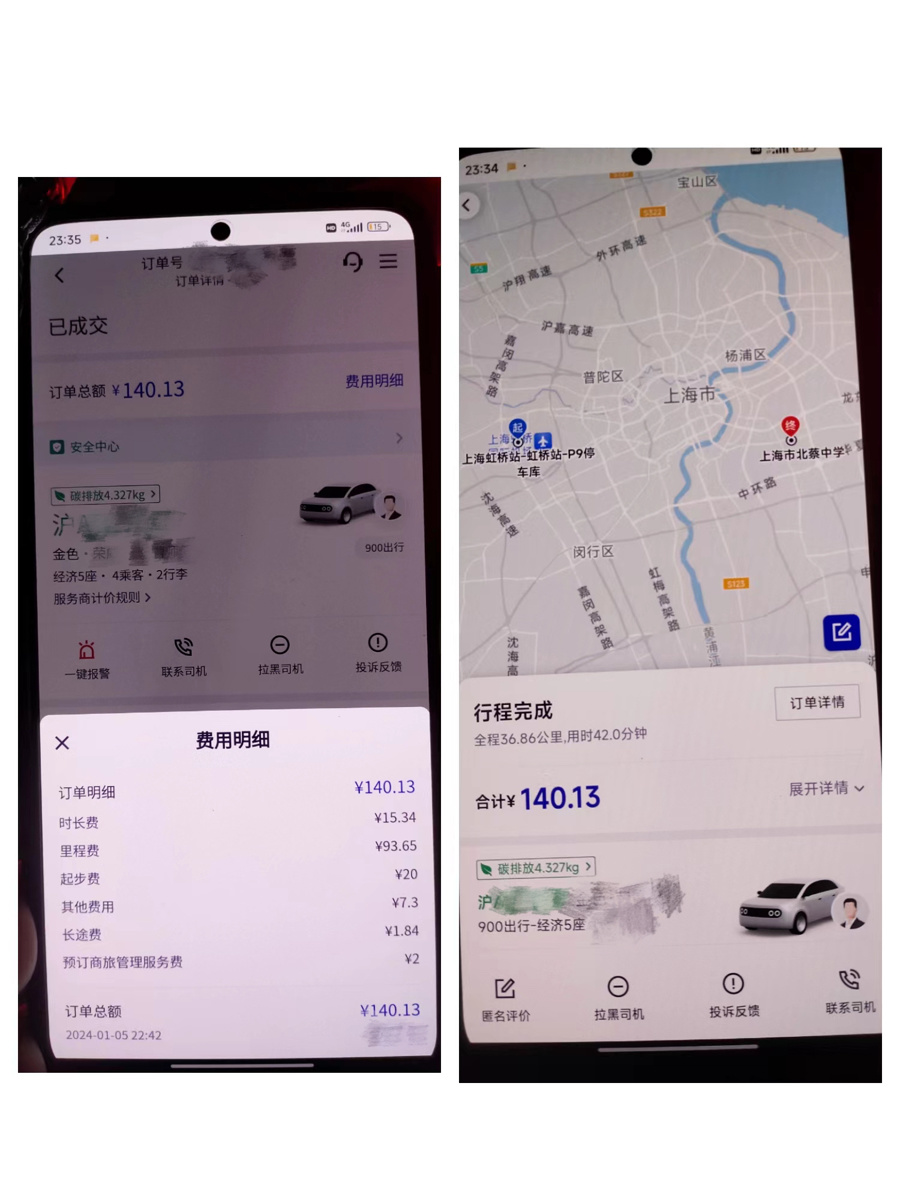 23:35
HD 4G 15
订单号
订单详情
已成交
订单总额 ¥140.13 费用明细
安全中心
碳排放4.327kg
沪
金色·荣
900出行
经济5座· 4乘客·2行李
服务商计价规则
一键报警 联系司机 拉黑司机 投诉反馈
费用明细
订单明细 ¥140.13
时长费 ¥15.34
里程费 ¥93.65
起步费 ¥20
其他费用 ¥7.3
长途费 ¥1.84
预订商旅管理服务费 ¥2
订单总额 ¥140.13
2024-01-05 22:42
23:34
宝山区
S322
外环高速
S5
沪翔高速
沪嘉高速
嘉闵高架路
杨浦区
普陀区
上海市
起
终
上海虹桥站-虹桥站-P9停
车库
上海市北蔡中学
中环路
沈海高速
闵行区
虹梅高架路
S123
嘉闵高架路
沈海高
黄浦江
行程完成
订单详情
全程36.86公里,用时42.0分钟
合计¥ 140.13 展开详情
碳排放4.327kg
沪
900出行-经济5座
匿名评价 拉黑司机 投诉反馈 联系司机